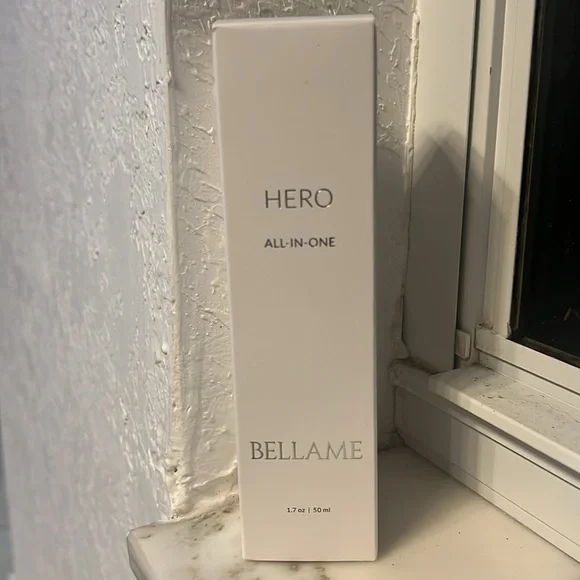 HERO
ALL-IN-ONE
BELLAME
1.7 oz | 50 ml